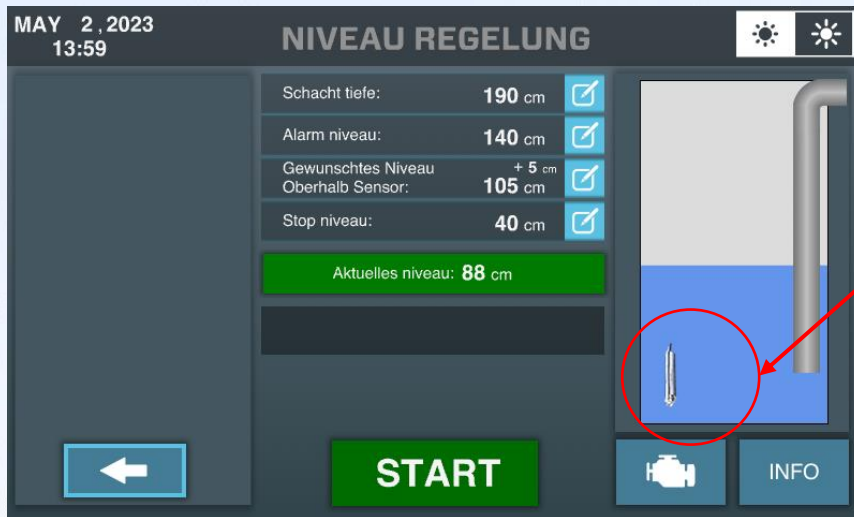 MAY 2,2023
13:59
NIVEAU REGELUNG
Schacht tiefe: 190 cm
Alarm niveau: 140 cm
Gewunschtes Niveau + 5 cm
Oberhalb Sensor: 105 cm
Stop niveau: 40 cm
Aktuelles niveau: 88 cm
START
INFO